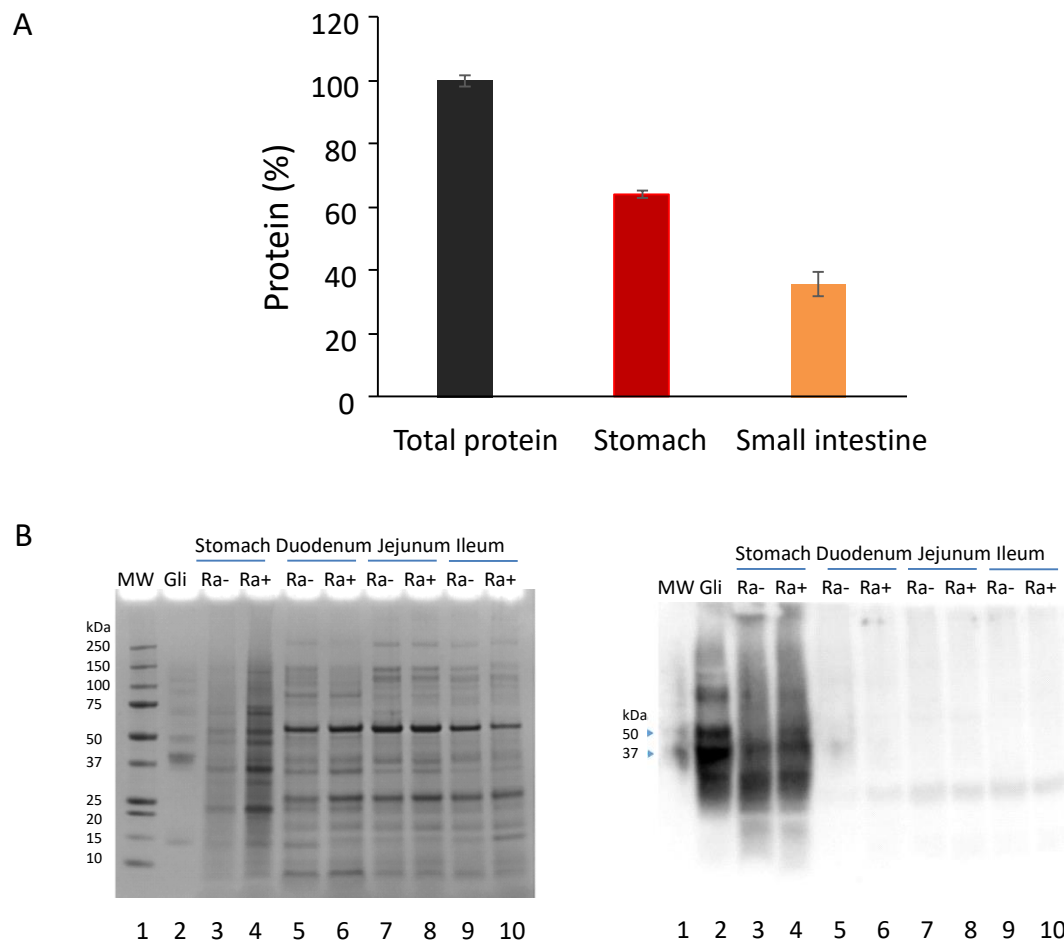 A
120
100
80
60
40
20
0
Protein (%)
Total protein Stomach Small intestine
B
Stomach Duodenum Jejunum Ileum
MW Gli Ra- Ra+ Ra- Ra+ Ra- Ra+ Ra- Ra+
kDa
250
150
100
75
50
37
25
20
15
10
1 2 3 4 5 6 7 8 9 10
Stomach Duodenum Jejunum Ileum
MW Gli Ra- Ra+ Ra- Ra+ Ra- Ra+ Ra- Ra+
kDa
50
37
1 2 3 4 5 6 7 8 9 10